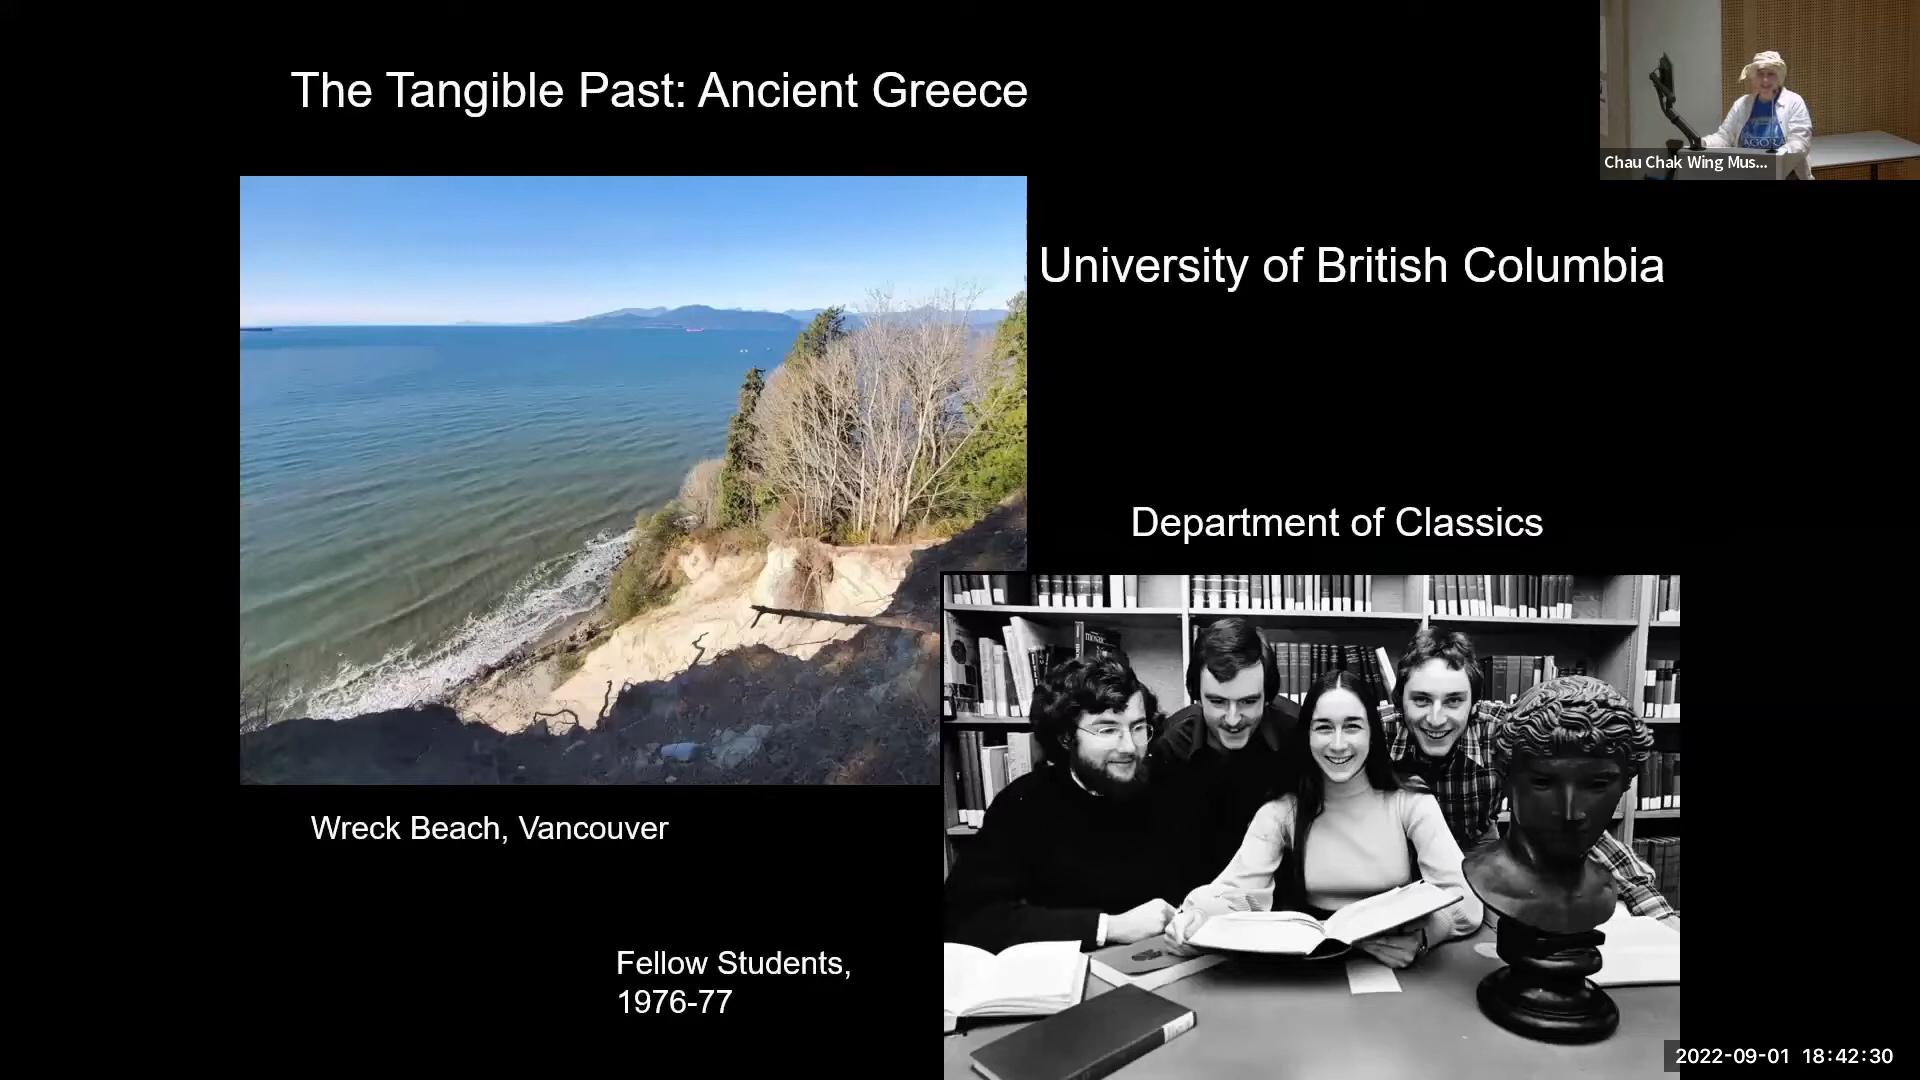 The Tangible Past: Ancient Greece
Chau Chak Wing Mus...
AGORA
University of British Columbia
Department of Classics
Wreck Beach, Vancouver
Fellow Students,
1976-77
2022-09-01 18:42:30